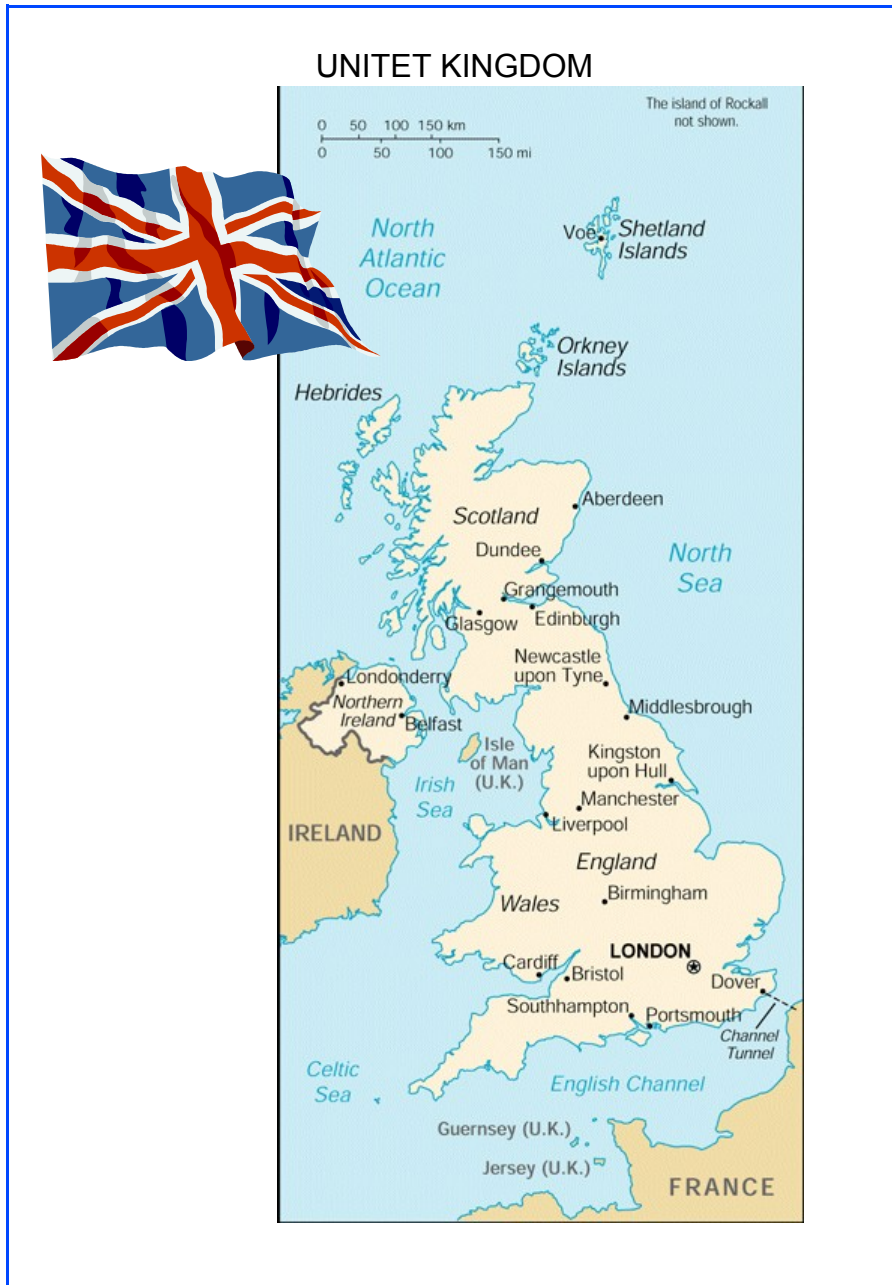 UNITET KINGDOM
The island of Rockall
not shown.
0 50 100 150 km
0 50 100 150 mi
North
Atlantic
Ocean
Voe
Shetland
Islands
Orkney
Islands
Hebrides
Aberdeen
Scotland
Dundee
North
Sea
Grangemouth
Glasgow
Edinburgh
Newcastle
upon Tyne
Londonderry
Northern
Ireland
Belfast
Middlesbrough
Isle
of Man
(U.K.)
Kingston
upon Hull
Irish
Sea
Manchester
Liverpool
IRELAND
England
Birmingham
Wales
LONDON
Cardiff
Bristol
Dover
Southhampton
Portsmouth
Channel
Tunnel
Celtic
Sea
English Channel
Guernsey (U.K.)
Jersey (U.K.)
FRANCE